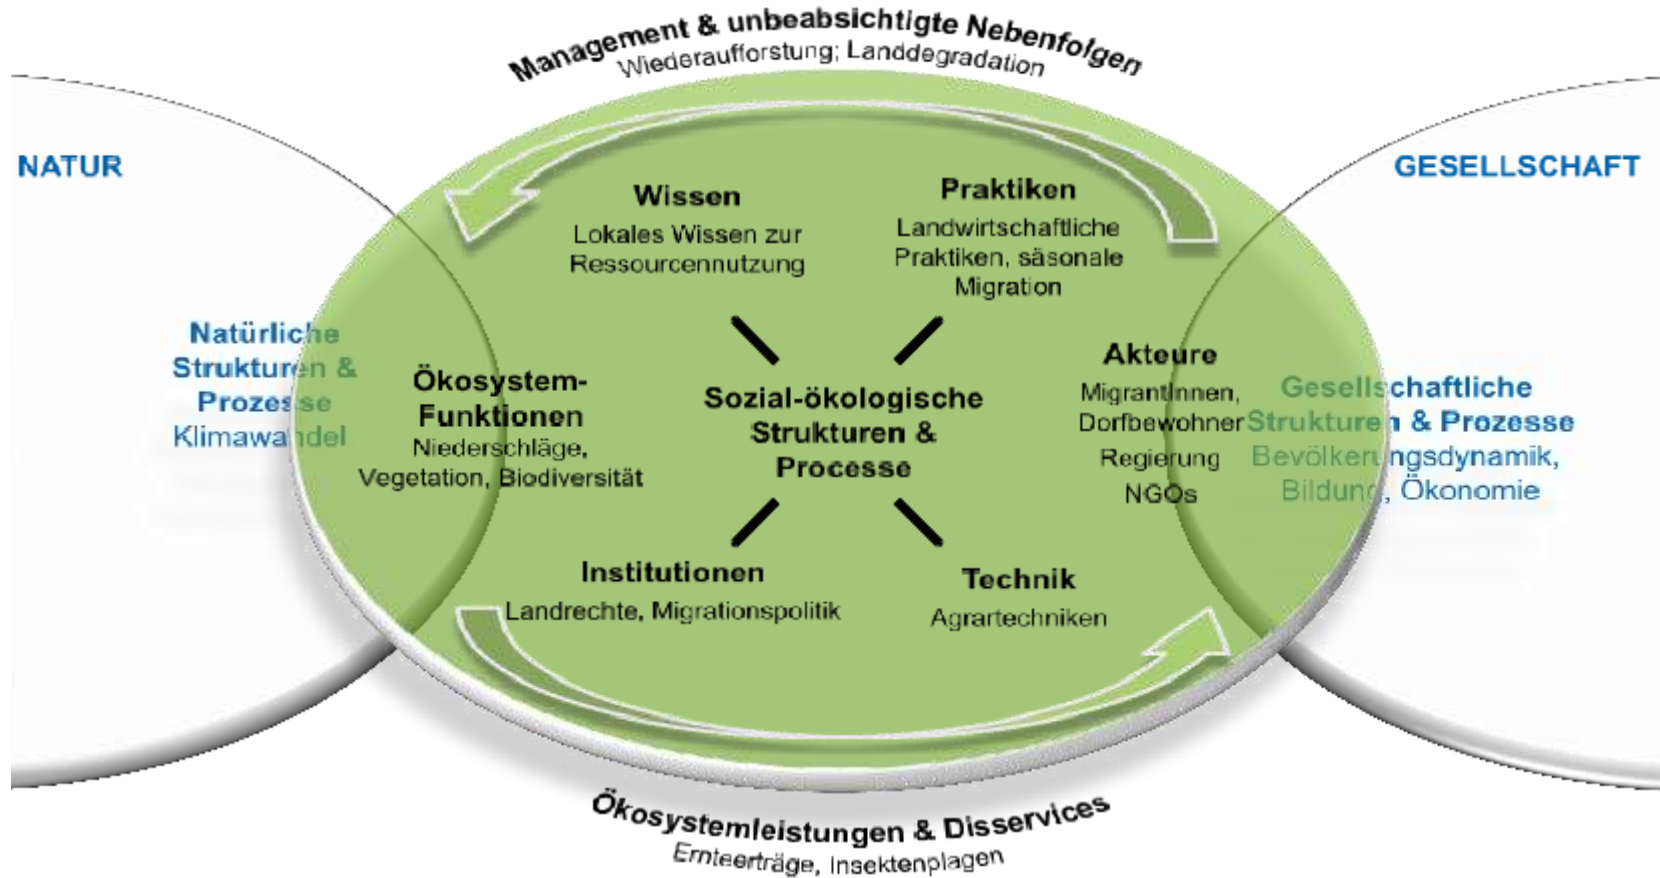 Management & unbeabsichtigte Nebenfolgen
Wiederaufforstung; Landdegradation
NATUR
GESELLSCHAFT
Wissen
Lokales Wissen zur
Ressourcennutzung
Praktiken
Landwirtschaftliche
Praktiken, säsonale
Migration
Natürliche
Strukturen &
Prozesse
Klimawandel
Ökosystem-
Funktionen
Niederschläge,
Vegetation, Biodiversität
Sozial-ökologische
Strukturen &
Processe
Akteure
MigrantInnen,
Dorfbewohner
Regierung
NGOs
Gesellschaftliche
Strukturen & Prozesse
Bevölkerungsdynamik,
Bildung, Ökonomie
Institutionen
Landrechte, Migrationspolitik
Technik
Agrartechniken
Ökosystemleistungen & Disservices
Ernteerträge, Insektenplagen